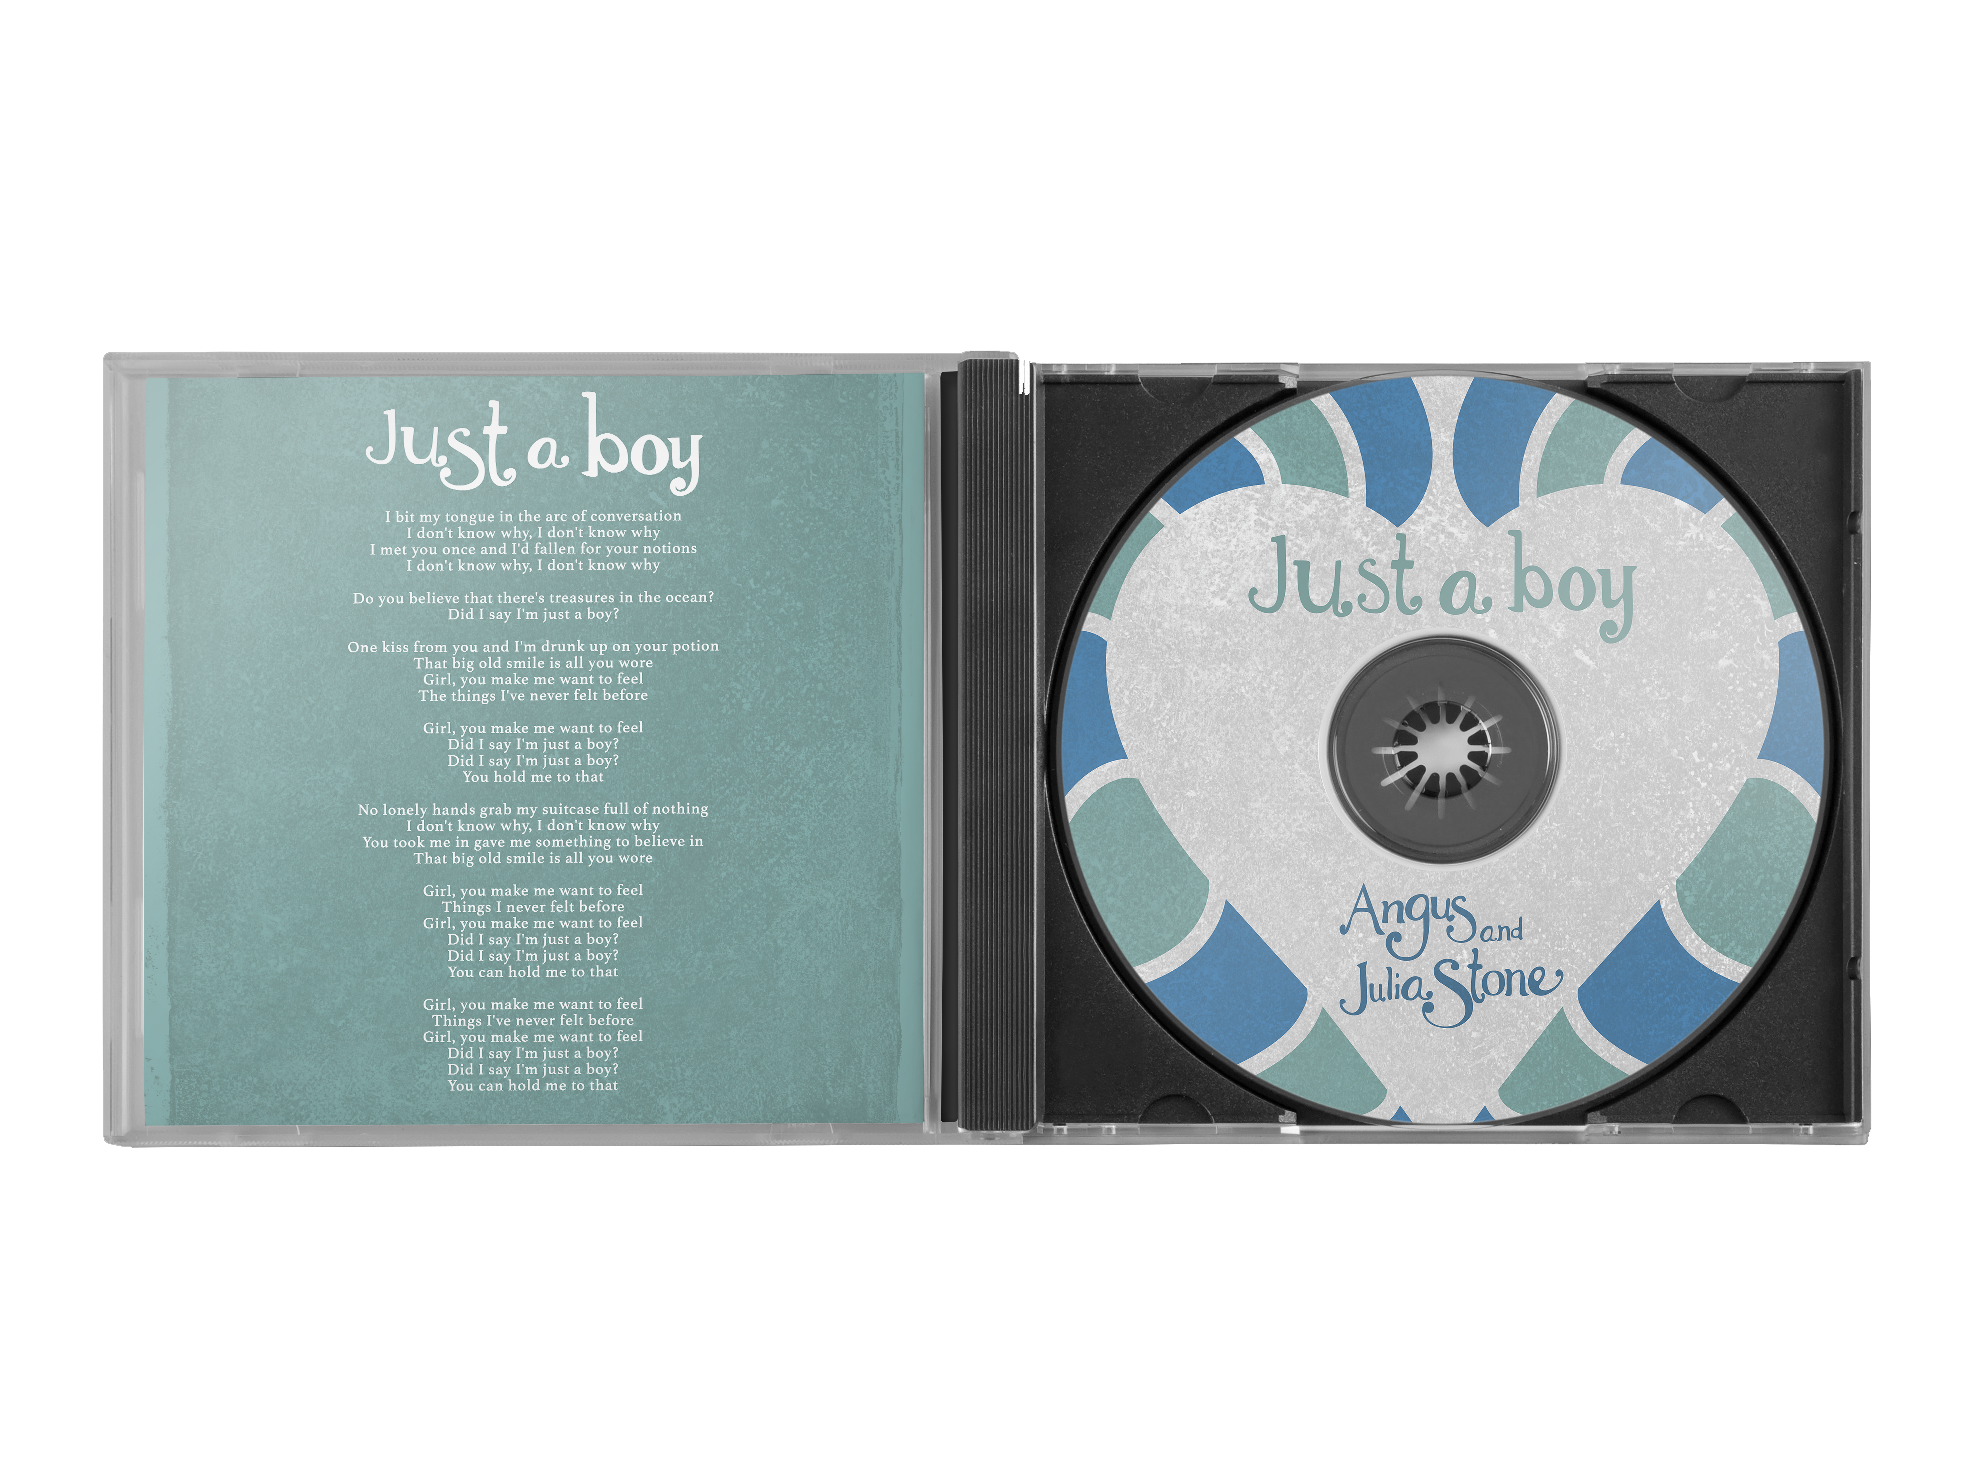 Just a boy
I bit my tongue in the arc of conversation
I don't know why, I don't know why
I met you once and I'd fallen for your notions
I don't know why, I don't know why
Do you believe that there's treasures in the ocean?
Did I say I'm just a boy?
One kiss from you and I'm drunk up on your potion
That big old smile is all you wore
Girl, you make me want to feel
The things I've never felt before
Girl, you make me want to feel
Did I say I'm just a boy?
Did I say I'm just a boy?
You hold me to that
No lonely hands grab my suitcase full of nothing
I don't know why, I don't know why
You took me in gave me something to believe in
That big old smile is all you wore
Girl, you make me want to feel
Things I never felt before
Girl, you make me want to feel
Did I say I'm just a boy?
Did I say I'm just a boy?
You can hold me to that
Girl, you make me want to feel
Things I've never felt before
Girl, you make me want to feel
Did I say I'm just a boy?
Did I say I'm just a boy?
You can hold me to that
Just a boy
Angus and
Julia Stone